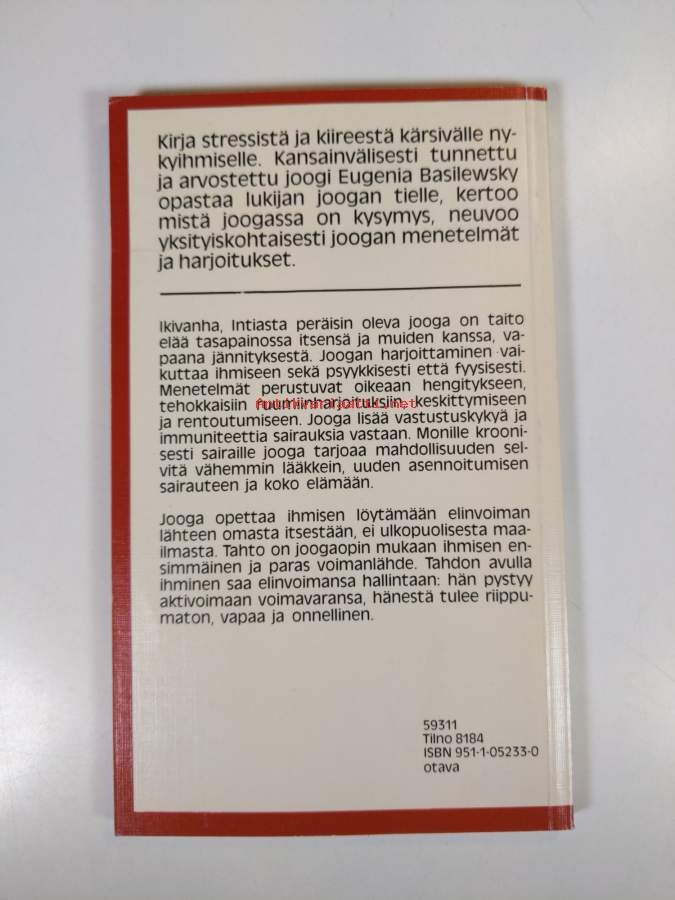 Kirja stressistä ja kiireestä kärsivälle ny-
kyihmiselle. Kansainvälisesti tunnettu
ja arvostettu joogi Eugenia Basilewsky
opastaa lukijan joogan tielle, kertoo
mistä joogassa on kysymys, neuvoo
yksityiskohtaisesti joogan menetelmät
ja harjoitukset.
Ikivanha, Intiasta peräisin oleva jooga on taito
elää tasapainossa itsensä ja muiden kanssa, va-
paana jännityksestä. Joogan harjoittaminen vai-
kuttaa ihmiseen sekä psyykkisesti että fyysisesti.
Menetelmät perustuvat oikeaan hengitykseen,
tehokkaisiin ruumiinharjoituksiin, keskittymiseen
ja rentoutumiseen. Jooga lisää vastustuskykyä ja
immuniteettia sairauksia vastaan. Monille krooni-
sesti sairaille jooga tarjoaa mahdollisuuden sel-
vitä vähemmin lääkkein, uuden asennoitumisen
sairauteen ja koko elämään.
Jooga opettaa ihmisen löytämään elinvoiman
lähteen omasta itsestään, ei ulkopuolisesta maa-
ilmasta. Tahto on joogaopin mukaan ihmisen en-
simmäinen ja paras voimanlähde. Tahdon avulla
ihminen saa elinvoimansa hallintaan: hän pystyy
aktivoimaan voimavaransa, hänestä tulee riippu-
maton, vapaa ja onnellinen.
59311
Tilno 8184
ISBN 951-1-05233-0
otava